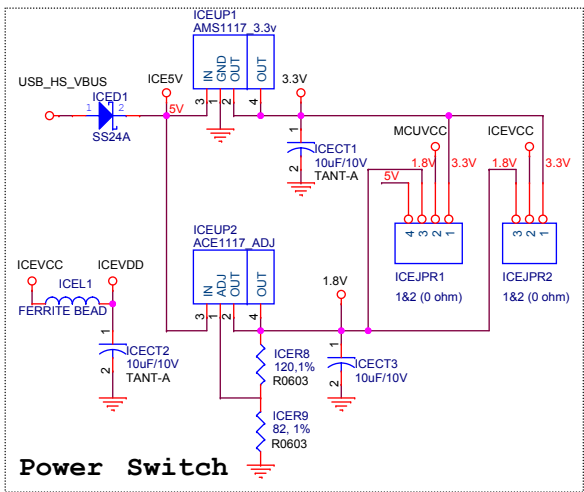 ICEUP1
AMS1117_3.3v
IN
GND
OUT
OUT
3
1
2
4
USB_HS_VBUS
ICED1
1
2
SS24A
ICE5V
5V
3.3V
1
2
ICECT1
10uF/10V
TANT-A
MCUVCC
ICEVCC
1.8V
3.3V
1.8V
3.3V
5V
4
3
2
1
ICEJPR1
1&2 (0 ohm)
3
2
1
ICEJPR2
1&2 (0 ohm)
ICEUP2
ACE1117_ADJ
IN
ADJ
OUT
OUT
3
1
2
4
ICEVCC
ICEVDD
ICEL1
FERRITE BEAD
1
2
ICECT2
10uF/10V
TANT-A
1.8V
ICER8
120,1%
R0603
1
2
ICECT3
10uF/10V
ICER9
82, 1%
R0603
Power Switch